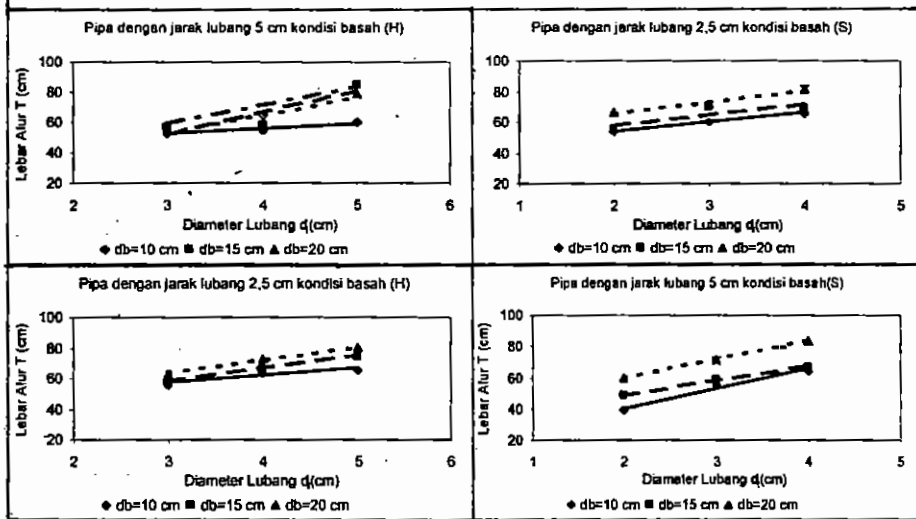 Pipa dengan jarak lubang 5 cm kondisi basah (H)
Lebar Alur T (cm)
100
80
60
40
20
2 3 4 5 6
Diameter Lubang d(cm)
db=10 cm db=15 cm db=20 cm
Pipa dengan jarak lubang 2,5 cm kondisi basah (S)
100
80
60
40
20
1 2 3 4 5
Diameter Lubang d(cm)
db=10 cm db=15 cm db=20 cm
Pipa dengan jarak lubang 2,5 cm kondisi basah (H)
Lebar Alur T (cm)
100
80
60
40
20
2 3 4 5 6
Diameter Lubang d(cm)
db=10 cm db=15 cm db=20 cm
Pipa dengan jarak lubang 5 cm kondisi basah(S)
Lebar Alur T (cm)
100
80
60
40
20
1 2 3 4 5
Diameter Lubang d(cm)
db=10 cm db=15 cm db=20 cm